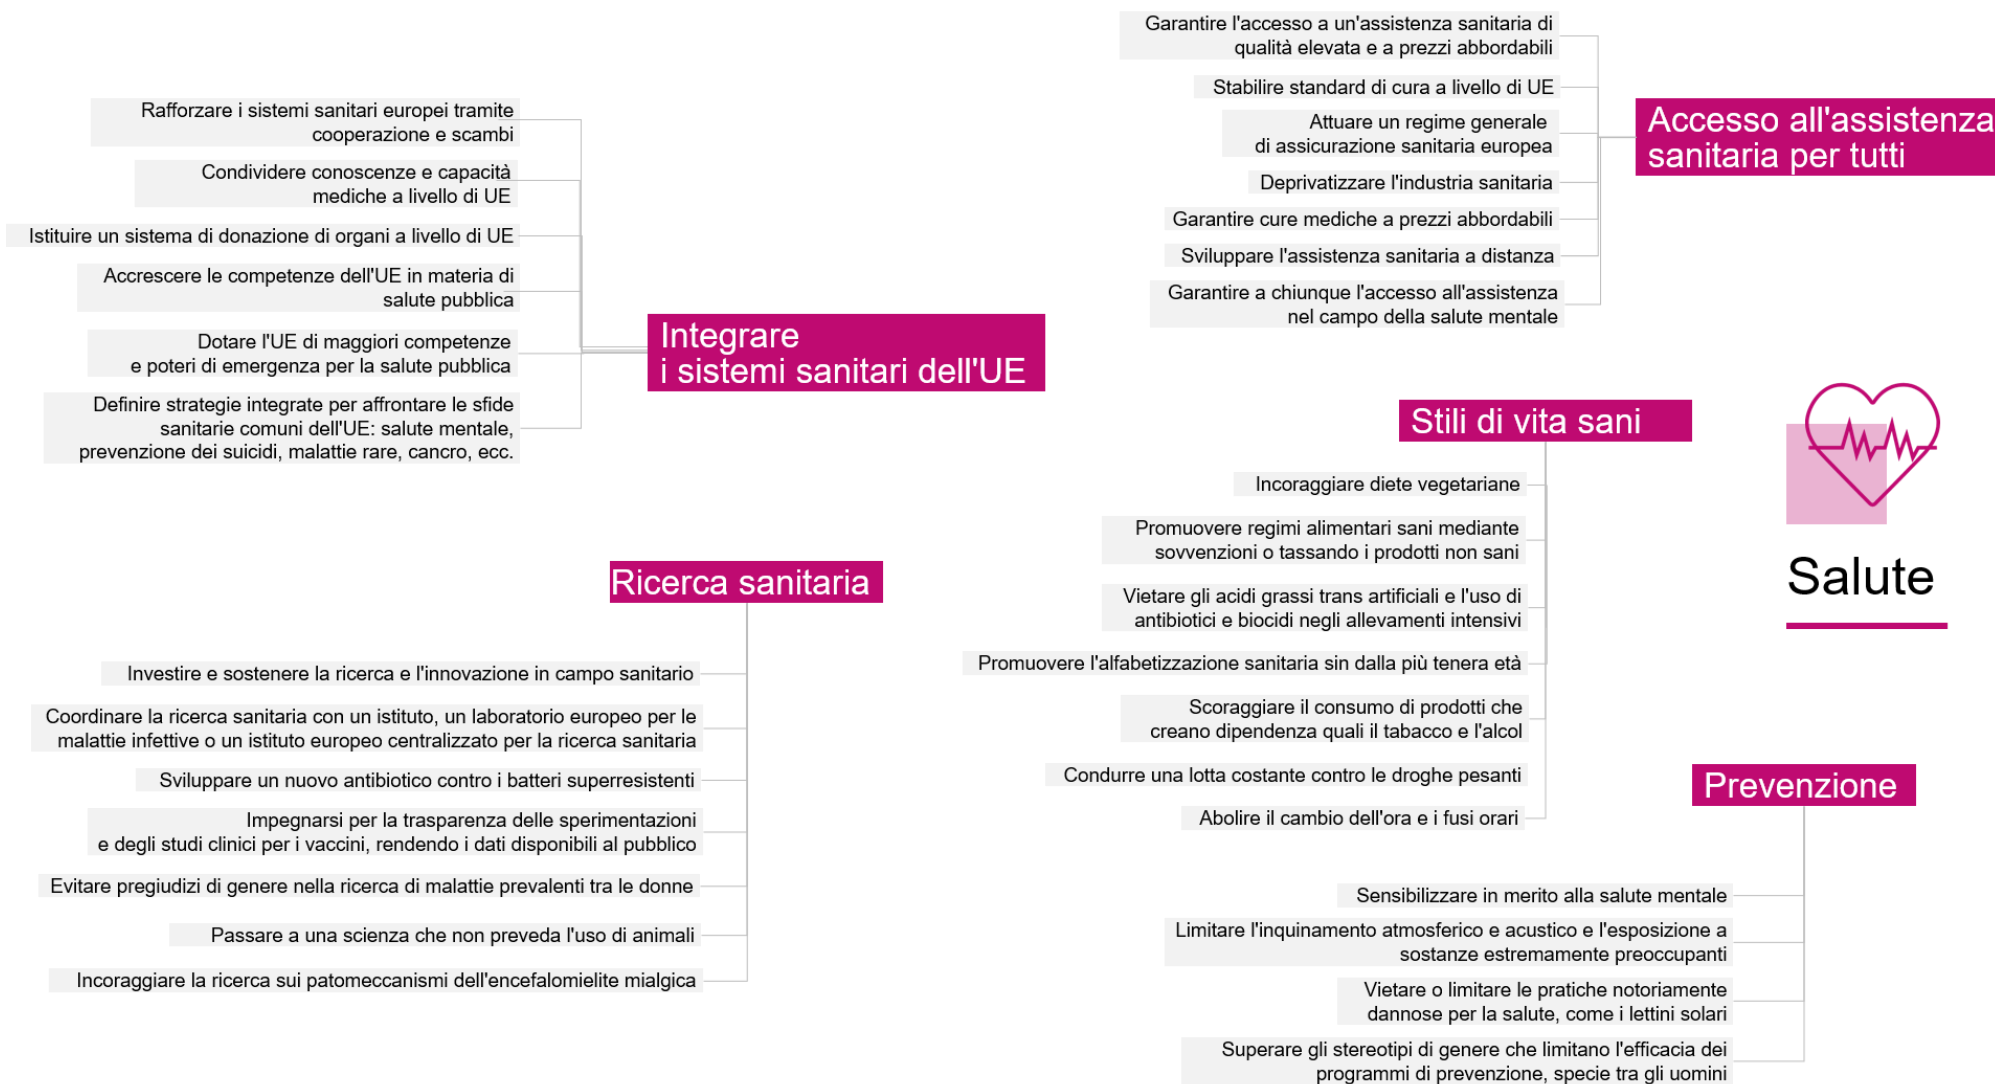 Garantire l'accesso a un'assistenza sanitaria di
qualità elevata e a prezzi abbordabili
Stabilire standard di cura a livello di UE
Attuare un regime generale
di assicurazione sanitaria europea
Deprivatizzare l'industria sanitaria
Garantire cure mediche a prezzi abbordabili
Sviluppare l'assistenza sanitaria a distanza
Garantire a chiunque l'accesso all'assistenza
nel campo della salute mentale
Accesso all'assistenza
sanitaria per tutti
Rafforzare i sistemi sanitari europei tramite
cooperazione e scambi
Condividere conoscenze e capacità
mediche a livello di UE
Istituire un sistema di donazione di organi a livello di UE
Accrescere le competenze dell'UE in materia di
salute pubblica
Dotare l'UE di maggiori competenze
e poteri di emergenza per la salute pubblica
Definire strategie integrate per affrontare le sfide
sanitarie comuni dell'UE: salute mentale,
prevenzione dei suicidi, malattie rare, cancro, ecc.
Integrare
i sistemi sanitari dell'UE
Stili di vita sani
Incoraggiare diete vegetariane
Promuovere regimi alimentari sani mediante
sovvenzioni o tassando i prodotti non sani
Vietare gli acidi grassi trans artificiali e l'uso di
antibiotici e biocidi negli allevamenti intensivi
Promuovere l'alfabetizzazione sanitaria sin dalla più tenera età
Scoraggiare il consumo di prodotti che
creano dipendenza quali il tabacco e l'alcol
Condurre una lotta costante contro le droghe pesanti
Abolire il cambio dell'ora e i fusi orari
Salute
Ricerca sanitaria
Investire e sostenere la ricerca e l'innovazione in campo sanitario
Coordinare la ricerca sanitaria con un istituto, un laboratorio europeo per le
malattie infettive o un istituto europeo centralizzato per la ricerca sanitaria
Sviluppare un nuovo antibiotico contro i batteri superresistenti
Impegnarsi per la trasparenza delle sperimentazioni
e degli studi clinici per i vaccini, rendendo i dati disponibili al pubblico
Evitare pregiudizi di genere nella ricerca di malattie prevalenti tra le donne
Passare a una scienza che non preveda l'uso di animali
Incoraggiare la ricerca sui patomeccanismi dell'encefalomielite mialgica
Prevenzione
Sensibilizzare in merito alla salute mentale
Limitare l'inquinamento atmosferico e acustico e l'esposizione a
sostanze estremamente preoccupanti
Vietare o limitare le pratiche notoriamente
dannose per la salute, come i lettini solari
Superare gli stereotipi di genere che limitano l'efficacia dei
programmi di prevenzione, specie tra gli uomini